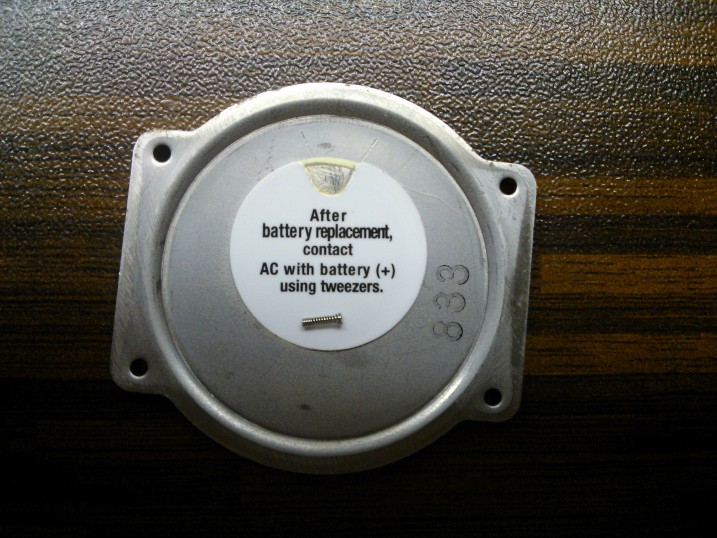 After
battery replacement,
contact
AC with battery (+)
using tweezers.
833